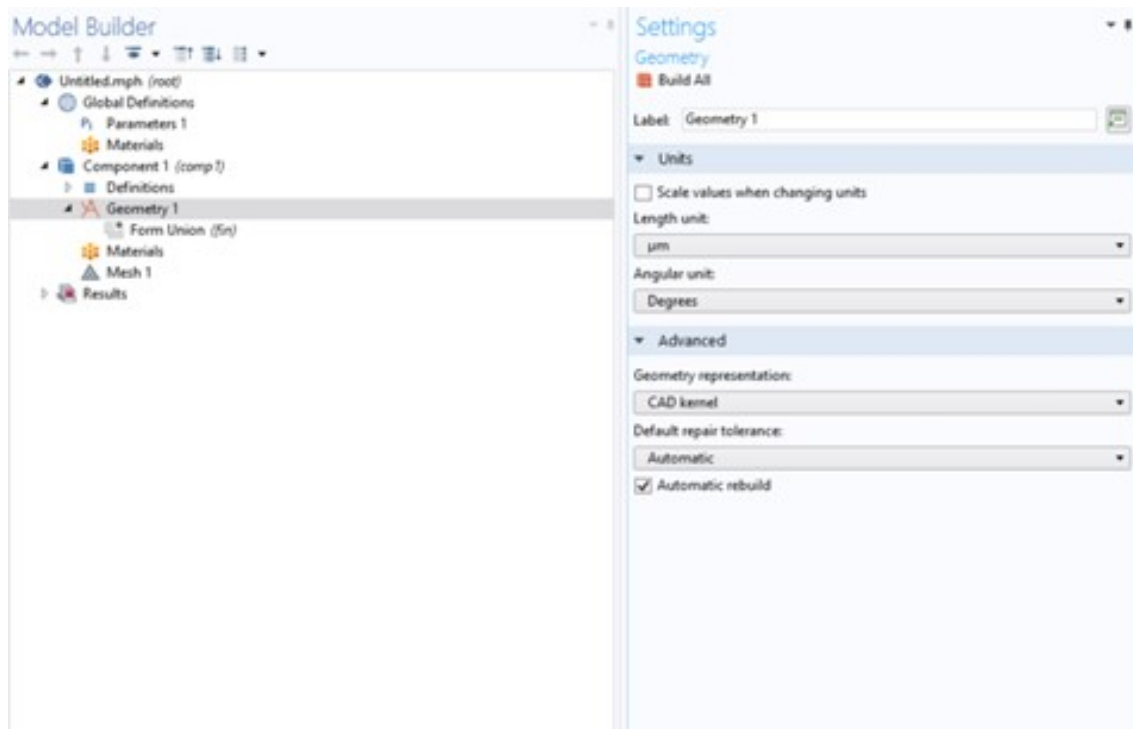 Model Builder
Untitled.mph (root)
Global Definitions
Pi Parameters 1
Materials
Component 1 (comp1)
Definitions
Geometry 1
Form Union (fin)
Materials
Mesh 1
Results
Settings
Geometry
Build All
Label: Geometry 1
Units
Scale values when changing units
Length unit:
µm
Angular unit:
Degrees
Advanced
Geometry representation:
CAD kernel
Default repair tolerance:
Automatic
Automatic rebuild